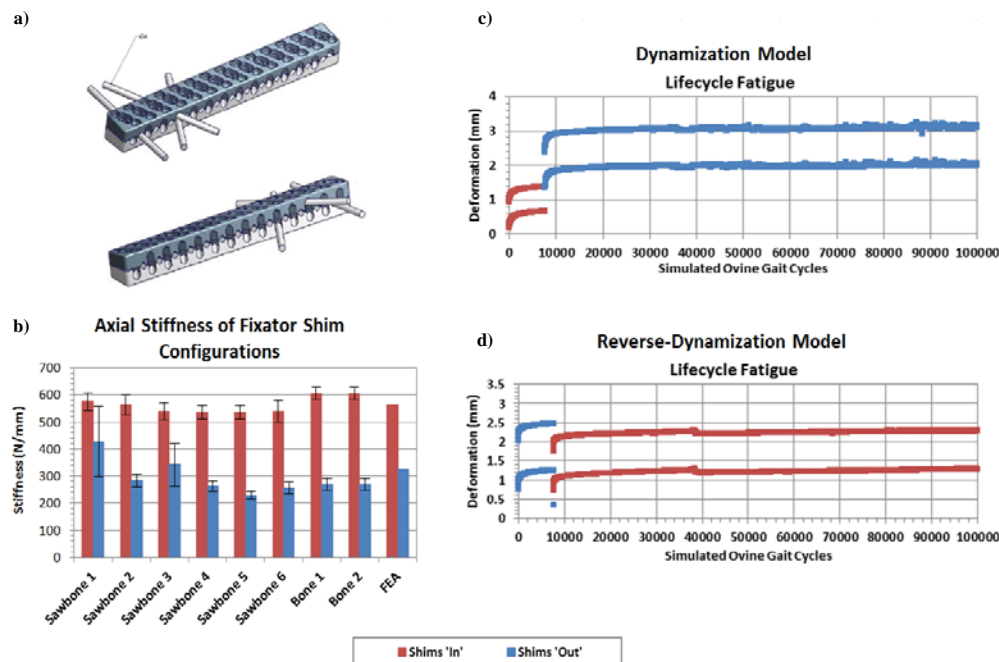 a)
b)
Axial Stiffness of Fixator Shim
Configurations
Stiffness (N/mm)
700
600
500
400
300
200
100
0
Sawbone 1
Sawbone 2
Sawbone 3
Sawbone 4
Sawbone 5
Sawbone 6
Bone 1
Bone 2
FEA
c)
Dynamization Model
Lifecycle Fatigue
Deformation (mm)
4
3
2
1
0
0 10000 20000 30000 40000 50000 60000 70000 80000 90000 100000
Simulated Ovine Gait Cycles
d)
Reverse-Dynamization Model
Lifecycle Fatigue
Deformation (mm)
3.5
3
2.5
2
1.5
1
0.5
0
0 10000 20000 30000 40000 50000 60000 70000 80000 90000 100000
Simulated Ovine Gait Cycles
Shims 'In' Shims 'Out'